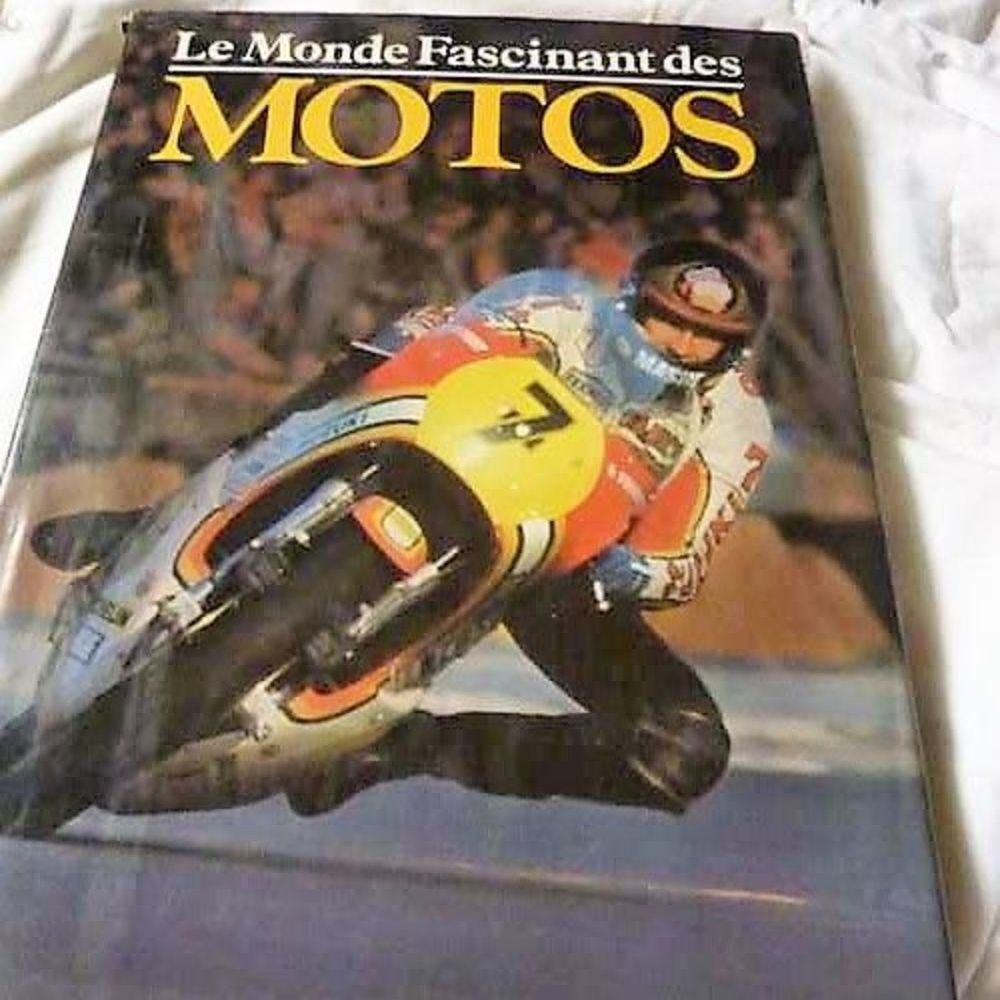 Le Monde Fascinant des
MOTOS
7